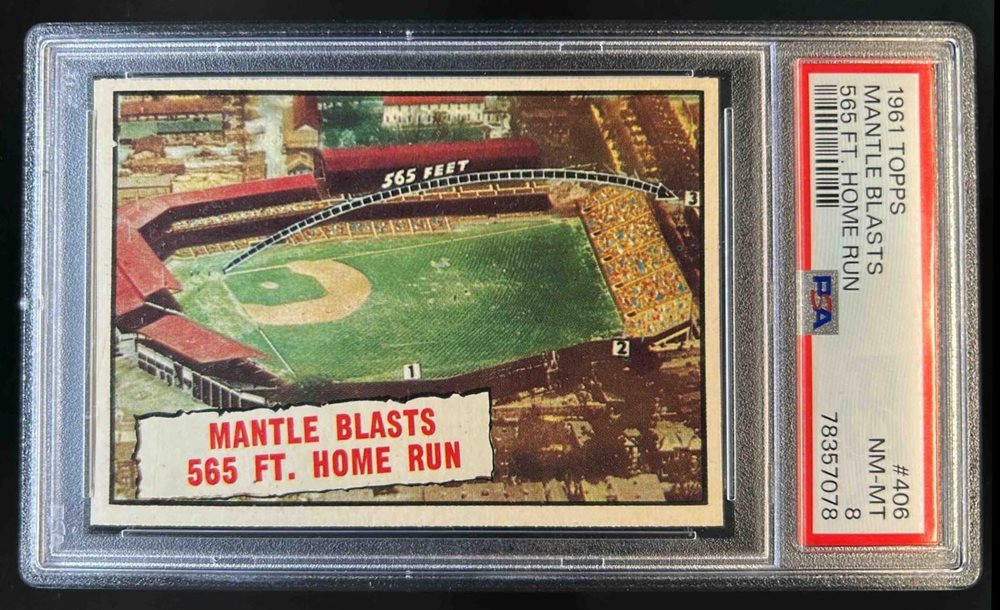 565 FEET
3
2
1
MANTLE BLASTS
565 FT. HOME RUN
1961 TOPPS
MANTLE BLASTS
565 FT. HOME RUN
PSA
#406
NM-MT
8
78357078